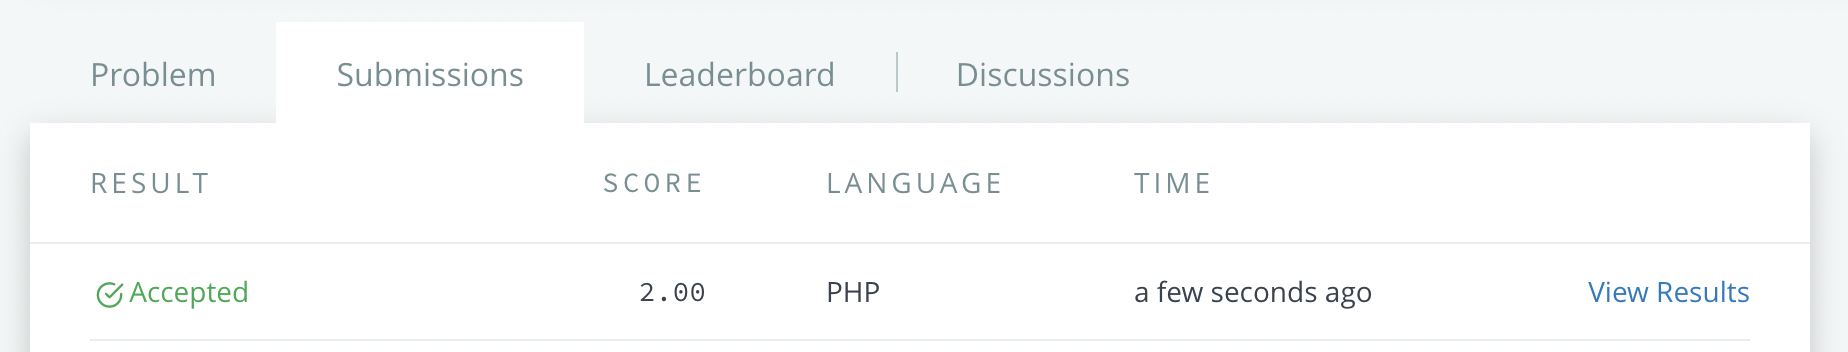 Problem Submissions Leaderboard Discussions
RESULT SCORE LANGUAGE TIME
Accepted 2.00 PHP a few seconds ago View Results